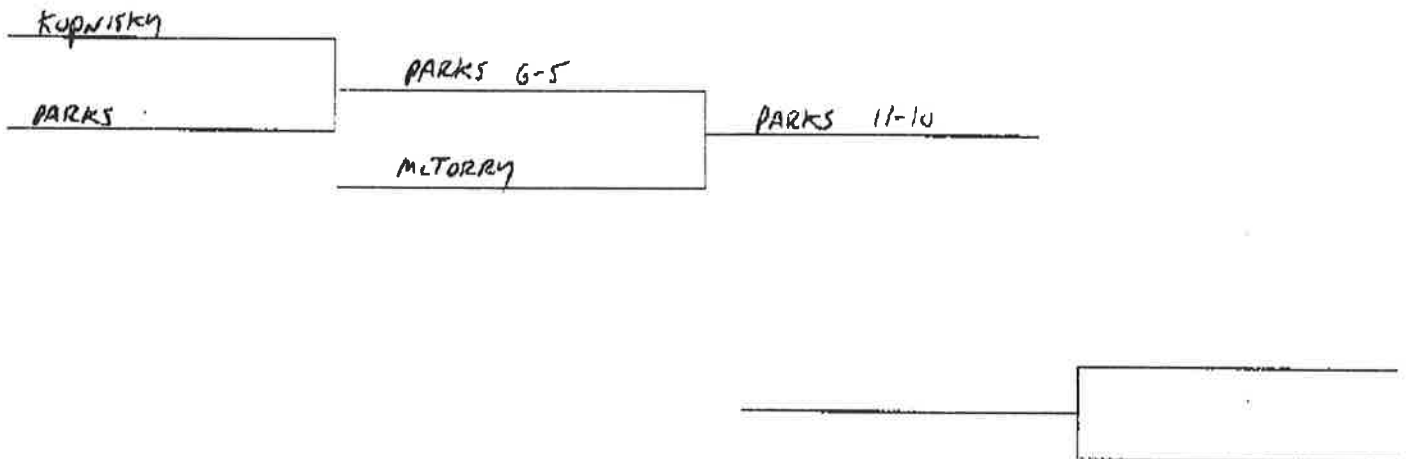 KUPNISKY
PARKS 6-5
PARKS
PARKS 11-10
McTORRY